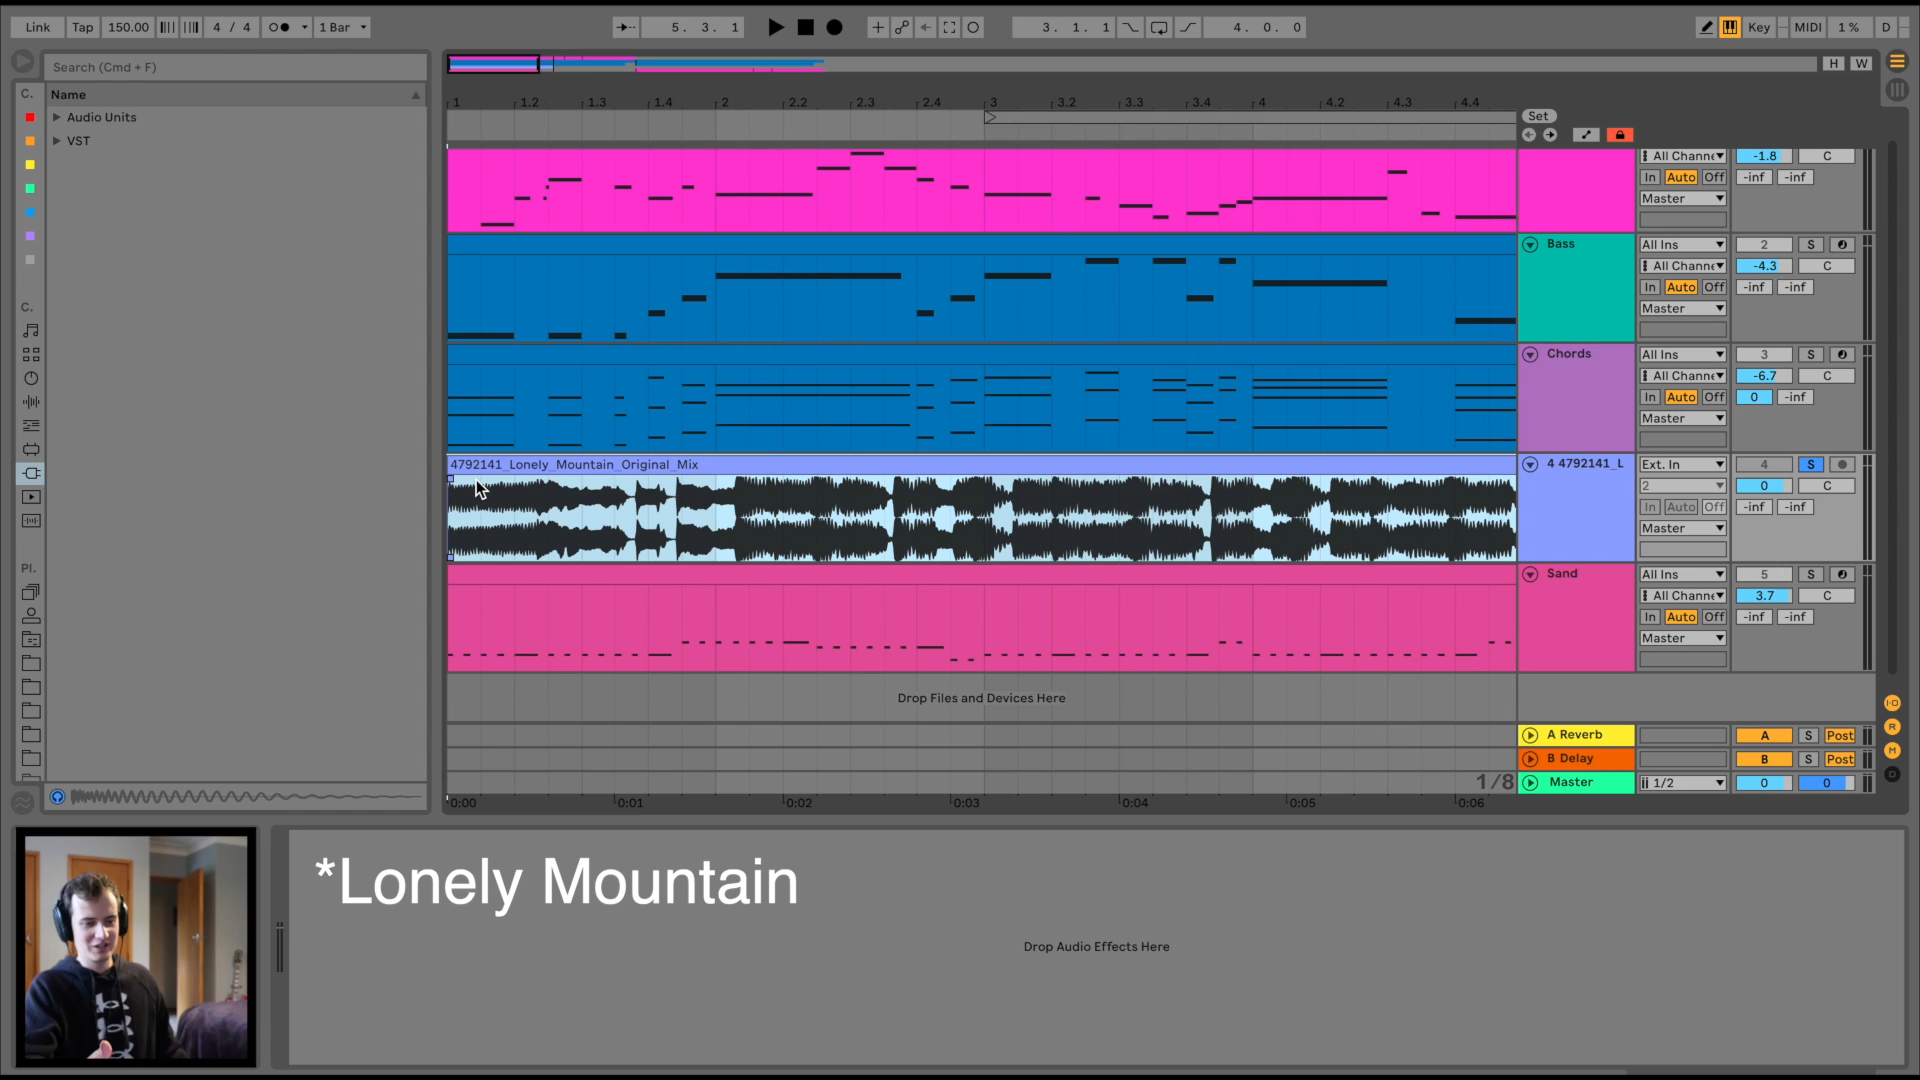 Link Tap 150.00 4 / 4 1 Bar 5. 3. 1 3. 1. 1 4. 0. 0 Key MIDI 1 % D
Search (Cmd + F)
H W
C. Name
1 1.2 1.3 1.4 2 2.2 2.3 2.4 3 3.2 3.3 3.4 4 4.2 4.3 4.4
Set
Audio Units
VST
All Channe -1.8 C
In Auto Off -inf -inf
Master
Bass All Ins 2 S
All Channe -4.3 C
In Auto Off -inf -inf
Master
C.
Chords All Ins 3 S
All Channe -6.7 C
In Auto Off 0 -inf
Master
4792141_Lonely_Mountain_Original_Mix 4 4792141_L Ext. In 4 S
2 0 C
In Auto Off -inf -inf
Master
PI.
Sand All Ins 5 S
All Channe 3.7 C
In Auto Off -inf -inf
Master
Drop Files and Devices Here
A Reverb A S Post
B Delay B S Post
1/8 Master 1/2 0 0
0:00 0:01 0:02 0:03 0:04 0:05 0:06
*Lonely Mountain
Drop Audio Effects Here